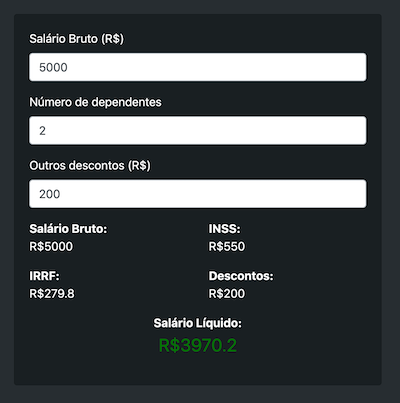 Salário Bruto (R$)
5000
Número de dependentes
2
Outros descontos (R$)
200
Salário Bruto: INSS:
R$5000 R$550
IRRF: Descontos:
R$279.8 R$200
Salário Líquido:
R$3970.2